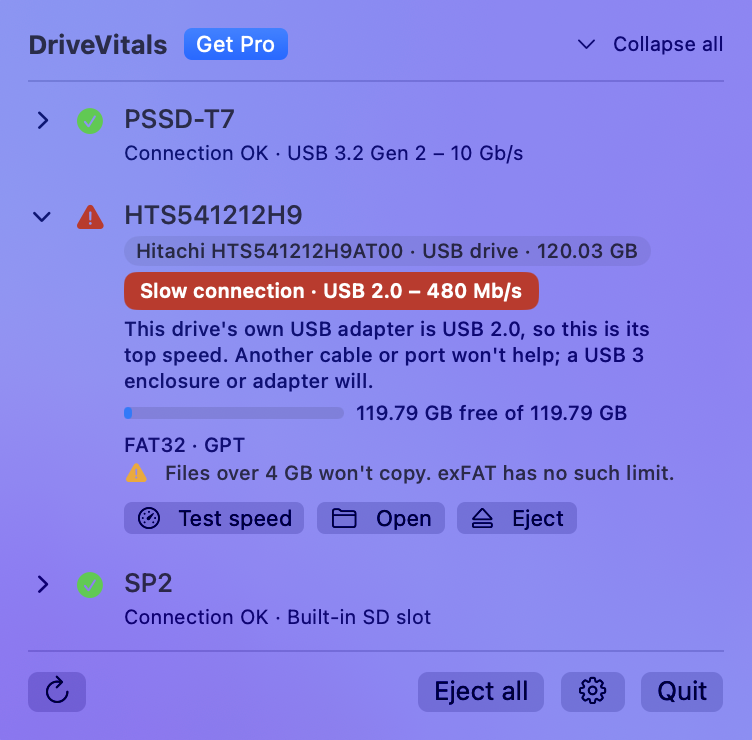 DriveVitals Get Pro Collapse all
PSSD-T7
Connection OK · USB 3.2 Gen 2 – 10 Gb/s
HTS541212H9
Hitachi HTS541212H9AT00 · USB drive · 120.03 GB
Slow connection · USB 2.0 – 480 Mb/s
This drive's own USB adapter is USB 2.0, so this is its
top speed. Another cable or port won't help; a USB 3
enclosure or adapter will.
119.79 GB free of 119.79 GB
FAT32 · GPT
Files over 4 GB won't copy. exFAT has no such limit.
Test speed Open Eject
SP2
Connection OK · Built-in SD slot
Eject all Quit